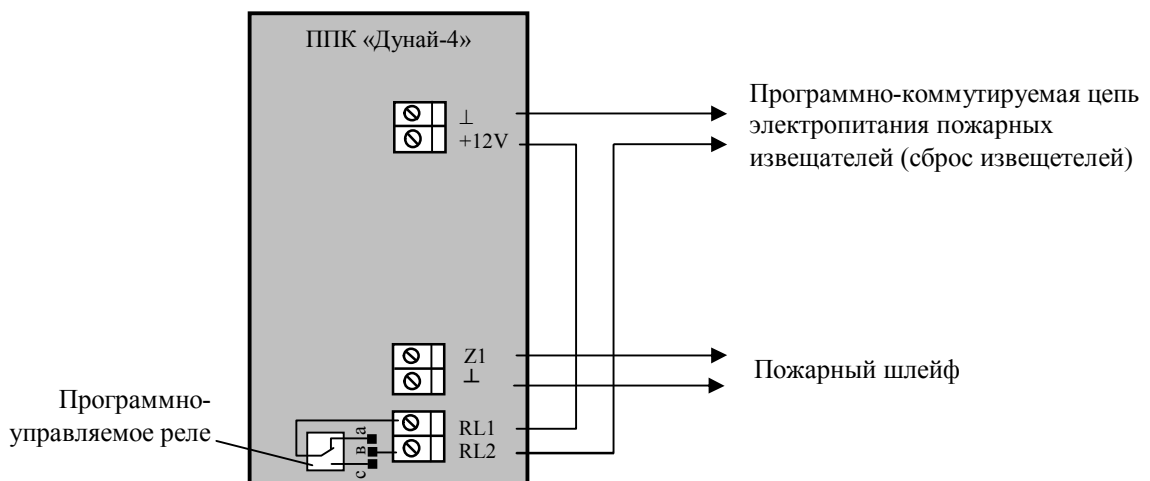 ППК «Дунай-4»
⊥
+12V
Программно-коммутируемая цепь
электропитания пожарных
извещателей (сброс извещетелей)
Z1
⊥
Пожарный шлейф
Программно-
управляемое реле
RL1
RL2
а
в
с